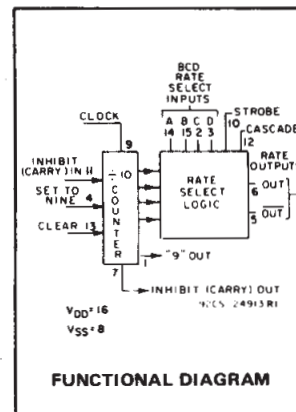 BCD
RATE
SELECT
INPUTS
A B C D
14 15 2 3
STROBE
10
CASCADE
12
CLOCK
9
INHIBIT
(CARRY) IN 11
SET TO
NINE 4
CLEAR 13
÷ 10
COUNTER
RATE
SELECT
LOGIC
RATE
OUTPUTS
6 OUT
5 OUT
1 "9" OUT
7
INHIBIT (CARRY) OUT
92CS-24913R1
VDD = 16
VSS = 8
FUNCTIONAL DIAGRAM